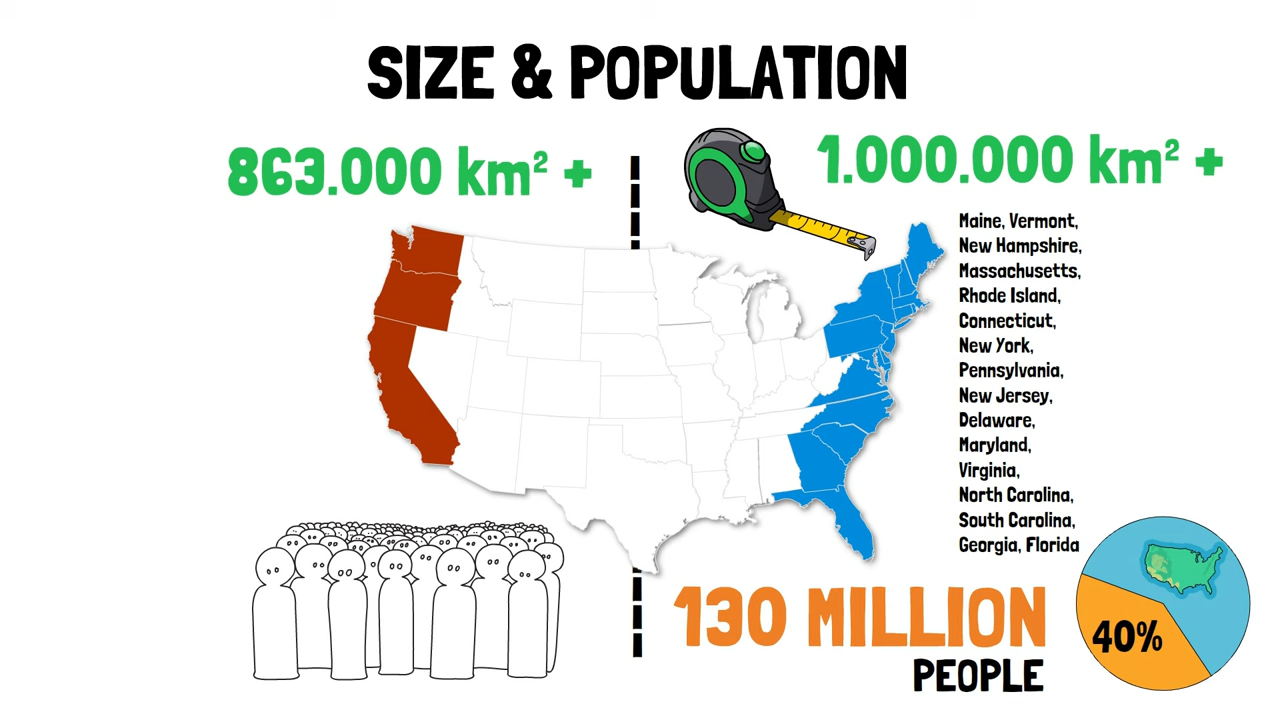 SIZE & POPULATION
863.000 km² +
1.000.000 km² +
Maine, Vermont,
New Hampshire,
Massachusetts,
Rhode Island,
Connecticut,
New York,
Pennsylvania,
New Jersey,
Delaware,
Maryland,
Virginia,
North Carolina,
South Carolina,
Georgia, Florida
130 MILLION
PEOPLE
40%